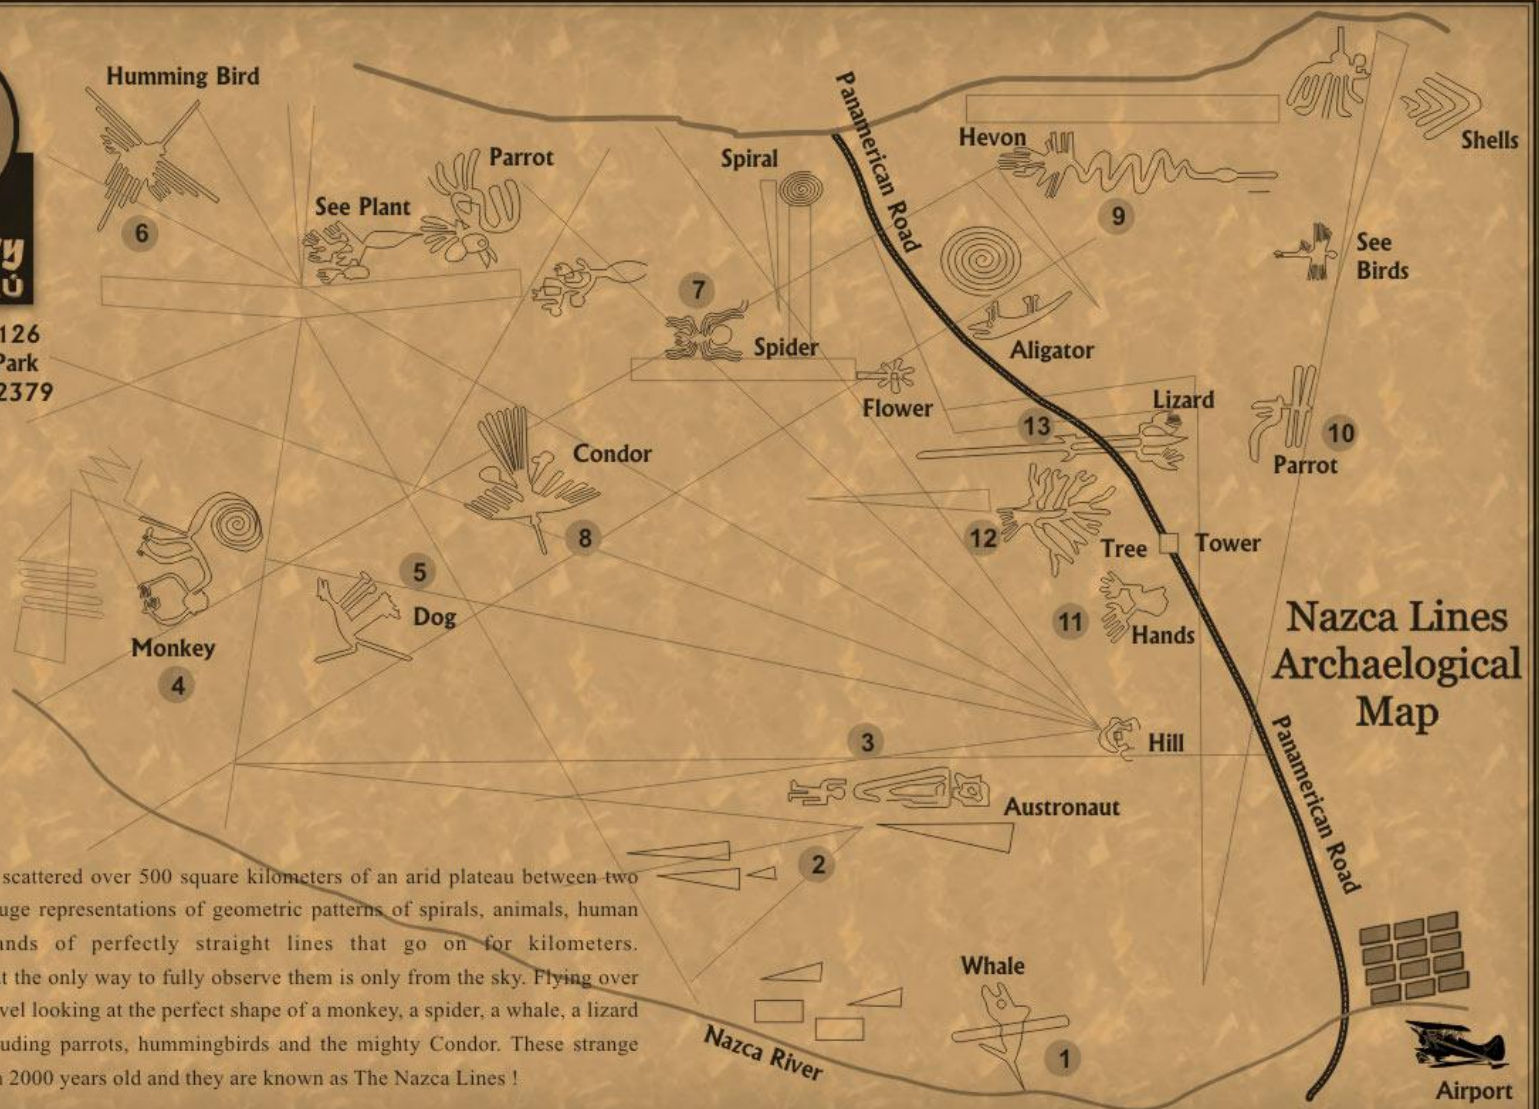 Humming Bird
6
See Plant
Parrot
Spiral
Panamerican Road
Hevon
9
Shells
See
Birds
7
Spider
Flower
Aligator
Lizard
13
10
Parrot
126
Park
2379
Condor
8
12
Tree
Tower
5
Dog
11
Hands
Monkey
4
Nazca Lines
Archaelogical
Map
3
Hill
Austronaut
2
Panamerican Road
scattered over 500 square kilometers of an arid plateau between two
uge representations of geometric patterns of spirals, animals, human
ands of perfectly straight lines that go on for kilometers.
at the only way to fully observe them is only from the sky. Flying over
vel looking at the perfect shape of a monkey, a spider, a whale, a lizard
uding parrots, hummingbirds and the mighty Condor. These strange
2000 years old and they are known as The Nazca Lines !
Whale
1
Nazca River
Airport